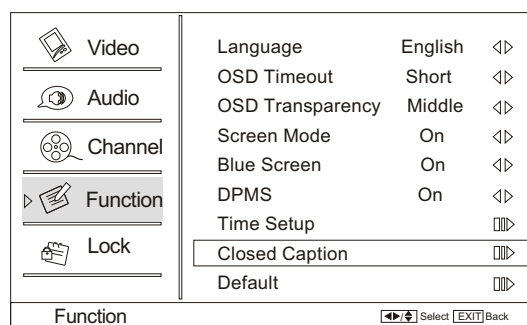 Video
Audio
Channel
Function
Lock
Language English
OSD Timeout Short
OSD Transparency Middle
Screen Mode On
Blue Screen On
DPMS On
Time Setup
Closed Caption
Default
Function Select EXIT Back